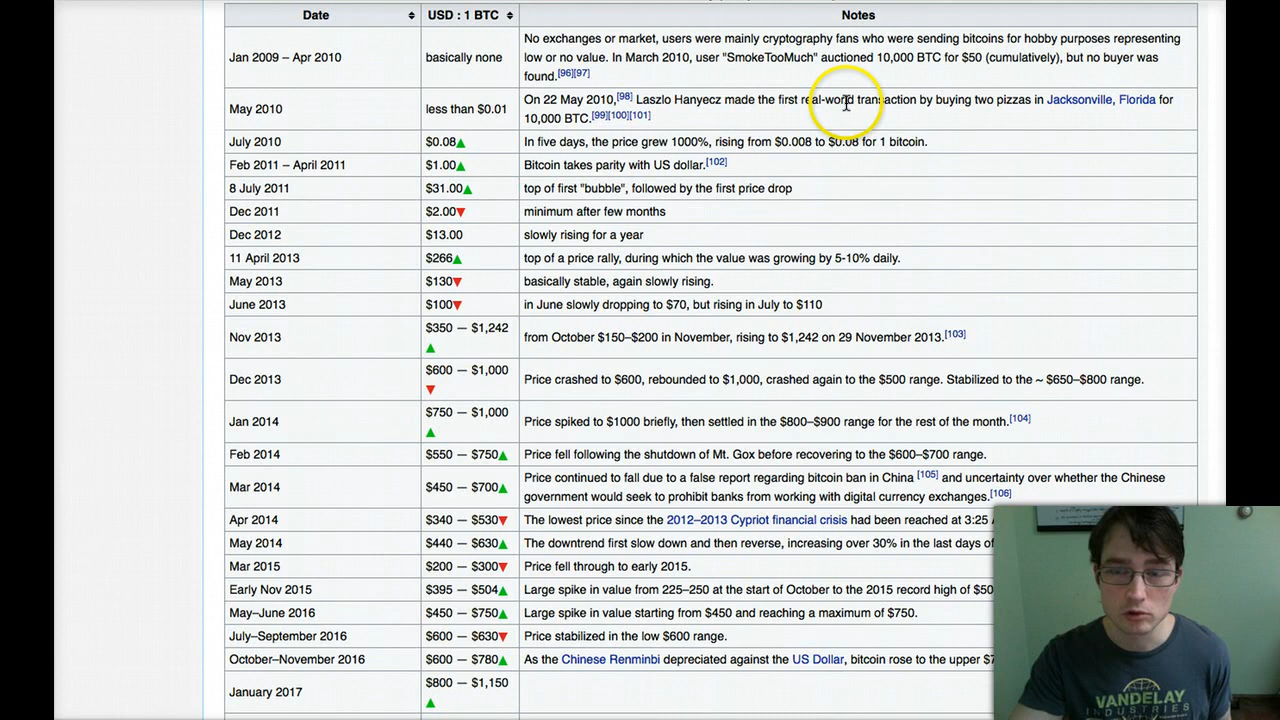 Date USD : 1 BTC Notes
Jan 2009 – Apr 2010 basically none No exchanges or market, users were mainly cryptography fans who were sending bitcoins for hobby purposes representing
low or no value. In March 2010, user "SmokeTooMuch" auctioned 10,000 BTC for $50 (cumulatively), but no buyer was
found.[96][97]
May 2010 less than $0.01 On 22 May 2010,[98] Laszlo Hanyecz made the first real-world transaction by buying two pizzas in Jacksonville, Florida for
10,000 BTC.[99][100][101]
July 2010 $0.08▲ In five days, the price grew 1000%, rising from $0.008 to $0.08 for 1 bitcoin.
Feb 2011 – April 2011 $1.00▲ Bitcoin takes parity with US dollar.[102]
8 July 2011 $31.00▲ top of first "bubble", followed by the first price drop
Dec 2011 $2.00▼ minimum after few months
Dec 2012 $13.00 slowly rising for a year
11 April 2013 $266▲ top of a price rally, during which the value was growing by 5-10% daily.
May 2013 $130▼ basically stable, again slowly rising.
June 2013 $100▼ in June slowly dropping to $70, but rising in July to $110
Nov 2013 $350 — $1,242 ▲ from October $150–$200 in November, rising to $1,242 on 29 November 2013.[103]
Dec 2013 $600 — $1,000 ▼ Price crashed to $600, rebounded to $1,000, crashed again to the $500 range. Stabilized to the ~ $650–$800 range.
Jan 2014 $750 — $1,000 ▲ Price spiked to $1000 briefly, then settled in the $800–$900 range for the rest of the month.[104]
Feb 2014 $550 — $750▲ Price fell following the shutdown of Mt. Gox before recovering to the $600–$700 range.
Mar 2014 $450 — $700▲ Price continued to fall due to a false report regarding bitcoin ban in China [105] and uncertainty over whether the Chinese
government would seek to prohibit banks from working with digital currency exchanges.[106]
Apr 2014 $340 — $530▼ The lowest price since the 2012–2013 Cypriot financial crisis had been reached at 3:25
May 2014 $440 — $630▲ The downtrend first slow down and then reverse, increasing over 30% in the last days of
Mar 2015 $200 — $300▼ Price fell through to early 2015.
Early Nov 2015 $395 — $504▲ Large spike in value from 225–250 at the start of October to the 2015 record high of $50
May–June 2016 $450 — $750▲ Large spike in value starting from $450 and reaching a maximum of $750.
July–September 2016 $600 — $630▼ Price stabilized in the low $600 range.
October–November 2016 $600 — $780▲ As the Chinese Renminbi depreciated against the US Dollar, bitcoin rose to the upper $7
January 2017 $800 — $1,150 ▲
VANDELAY
INDUSTRIES